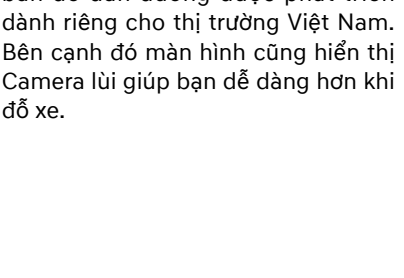 dành riêng cho thị trường Việt Nam.
Bên cạnh đó màn hình cũng hiển thị
Camera lùi giúp bạn dễ dàng hơn khi
đỗ xe.